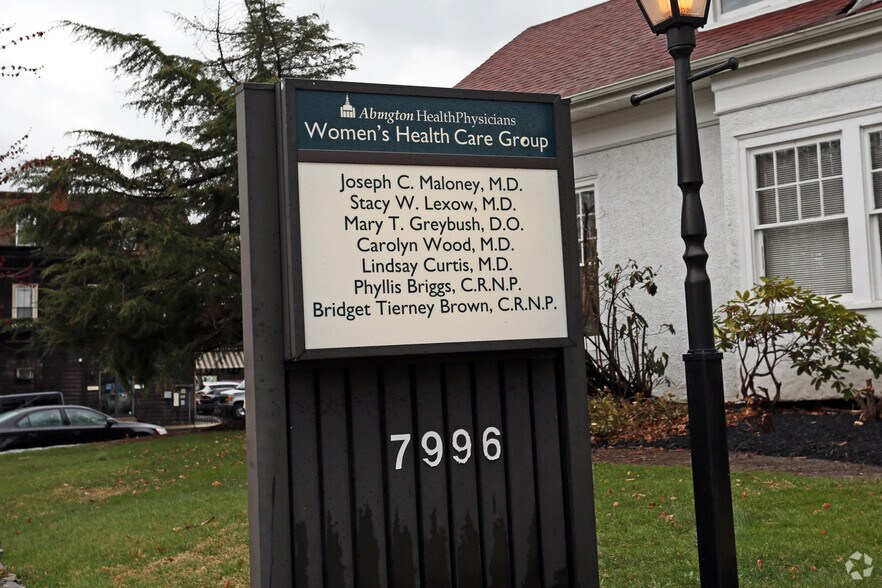 Abington HealthPhysicians
Women's Health Care Group
Joseph C. Maloney, M.D.
Stacy W. Lexow, M.D.
Mary T. Greybush, D.O.
Carolyn Wood, M.D.
Lindsay Curtis, M.D.
Phyllis Briggs, C.R.N.P.
Bridget Tierney Brown, C.R.N.P.
7996